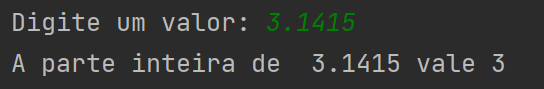 Digite um valor: 3.1415
A parte inteira de  3.1415 vale 3